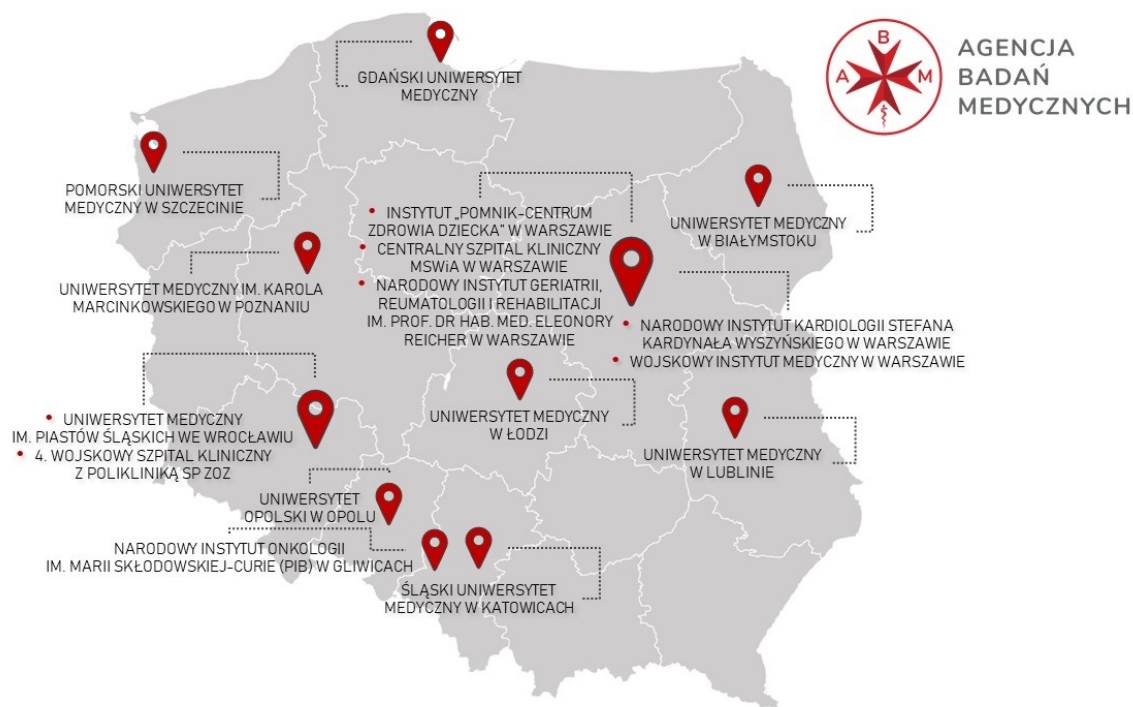 B
A
M
AGENCJA
BADAŃ
MEDYCZNYCH
GDAŃSKI UNIWERSYTET
MEDYCZNY
POMORSKI UNIWERSYTET
MEDYCZNY W SZCZECINIE
• INSTYTUT „POMNIK-CENTRUM
ZDROWIA DZIECKA” W WARSZAWIE
• CENTRALNY SZPITAL KLINICZNY
MSWiA W WARSZAWIE
• NARODOWY INSTYTUT GERIATRII,
REUMATOLOGII I REHABILITACJI
IM. PROF. DR HAB. MED. ELEONORY
REICHER W WARSZAWIE
UNIWERSYTET MEDYCZNY
W BIAŁYMSTOKU
UNIWERSYTET MEDYCZNY IM. KAROLA
MARCINKOWSKIEGO W POZNANIU
• NARODOWY INSTYTUT KARDIOLOGII STEFANA
KARDYNAŁA WYSZYŃSKIEGO W WARSZAWIE
• WOJSKOWY INSTYTUT MEDYCZNY W WARSZAWIE
• UNIWERSYTET MEDYCZNY
IM. PIASTÓW ŚLĄSKICH WE WROCŁAWIU
• 4. WOJSKOWY SZPITAL KLINICZNY
Z POLIKLINIKĄ SP ZOZ
UNIWERSYTET MEDYCZNY
W ŁODZI
UNIWERSYTET MEDYCZNY
W LUBLINIE
UNIWERSYTET
OPOLSKI W OPOLU
NARODOWY INSTYTUT ONKOLOGII
IM. MARII SKŁODOWSKIEJ-CURIE (PIB) W GLIWICACH
ŚLĄSKI UNIWERSYTET
MEDYCZNY W KATOWICACH